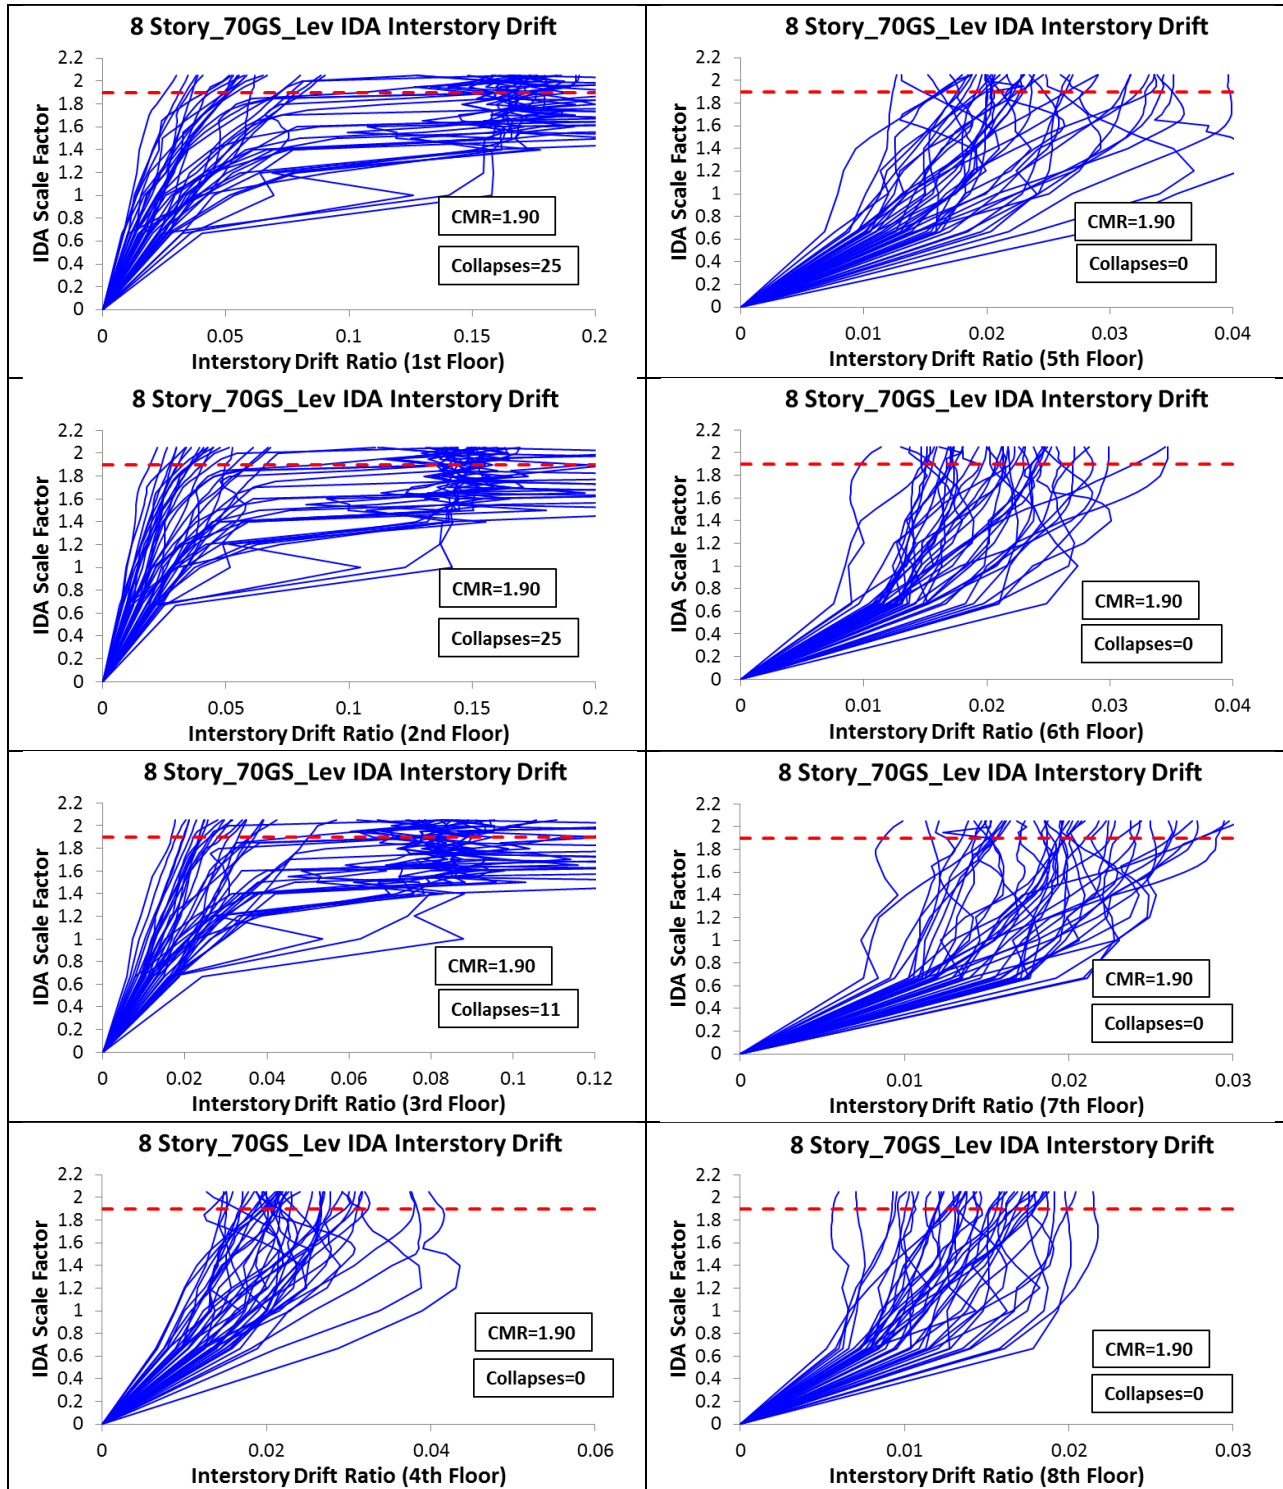 8 Story_70GS_Lev IDA Interstory Drift
IDA Scale Factor
2.2
2
1.8
1.6
1.4
1.2
1
0.8
0.6
0.4
0.2
0
CMR=1.90
Collapses=25
0 0.05 0.1 0.15 0.2
Interstory Drift Ratio (1st Floor)
8 Story_70GS_Lev IDA Interstory Drift
IDA Scale Factor
2.2
2
1.8
1.6
1.4
1.2
1
0.8
0.6
0.4
0.2
0
CMR=1.90
Collapses=0
0 0.01 0.02 0.03 0.04
Interstory Drift Ratio (5th Floor)
8 Story_70GS_Lev IDA Interstory Drift
IDA Scale Factor
2.2
2
1.8
1.6
1.4
1.2
1
0.8
0.6
0.4
0.2
0
CMR=1.90
Collapses=25
0 0.05 0.1 0.15 0.2
Interstory Drift Ratio (2nd Floor)
8 Story_70GS_Lev IDA Interstory Drift
IDA Scale Factor
2.2
2
1.8
1.6
1.4
1.2
1
0.8
0.6
0.4
0.2
0
CMR=1.90
Collapses=0
0 0.01 0.02 0.03 0.04
Interstory Drift Ratio (6th Floor)
8 Story_70GS_Lev IDA Interstory Drift
IDA Scale Factor
2.2
2
1.8
1.6
1.4
1.2
1
0.8
0.6
0.4
0.2
0
CMR=1.90
Collapses=11
0 0.02 0.04 0.06 0.08 0.1 0.12
Interstory Drift Ratio (3rd Floor)
8 Story_70GS_Lev IDA Interstory Drift
IDA Scale Factor
2.2
2
1.8
1.6
1.4
1.2
1
0.8
0.6
0.4
0.2
0
CMR=1.90
Collapses=0
0 0.01 0.02 0.03
Interstory Drift Ratio (7th Floor)
8 Story_70GS_Lev IDA Interstory Drift
IDA Scale Factor
2.2
2
1.8
1.6
1.4
1.2
1
0.8
0.6
0.4
0.2
0
CMR=1.90
Collapses=0
0 0.02 0.04 0.06
Interstory Drift Ratio (4th Floor)
8 Story_70GS_Lev IDA Interstory Drift
IDA Scale Factor
2.2
2
1.8
1.6
1.4
1.2
1
0.8
0.6
0.4
0.2
0
CMR=1.90
Collapses=0
0 0.01 0.02 0.03
Interstory Drift Ratio (8th Floor)